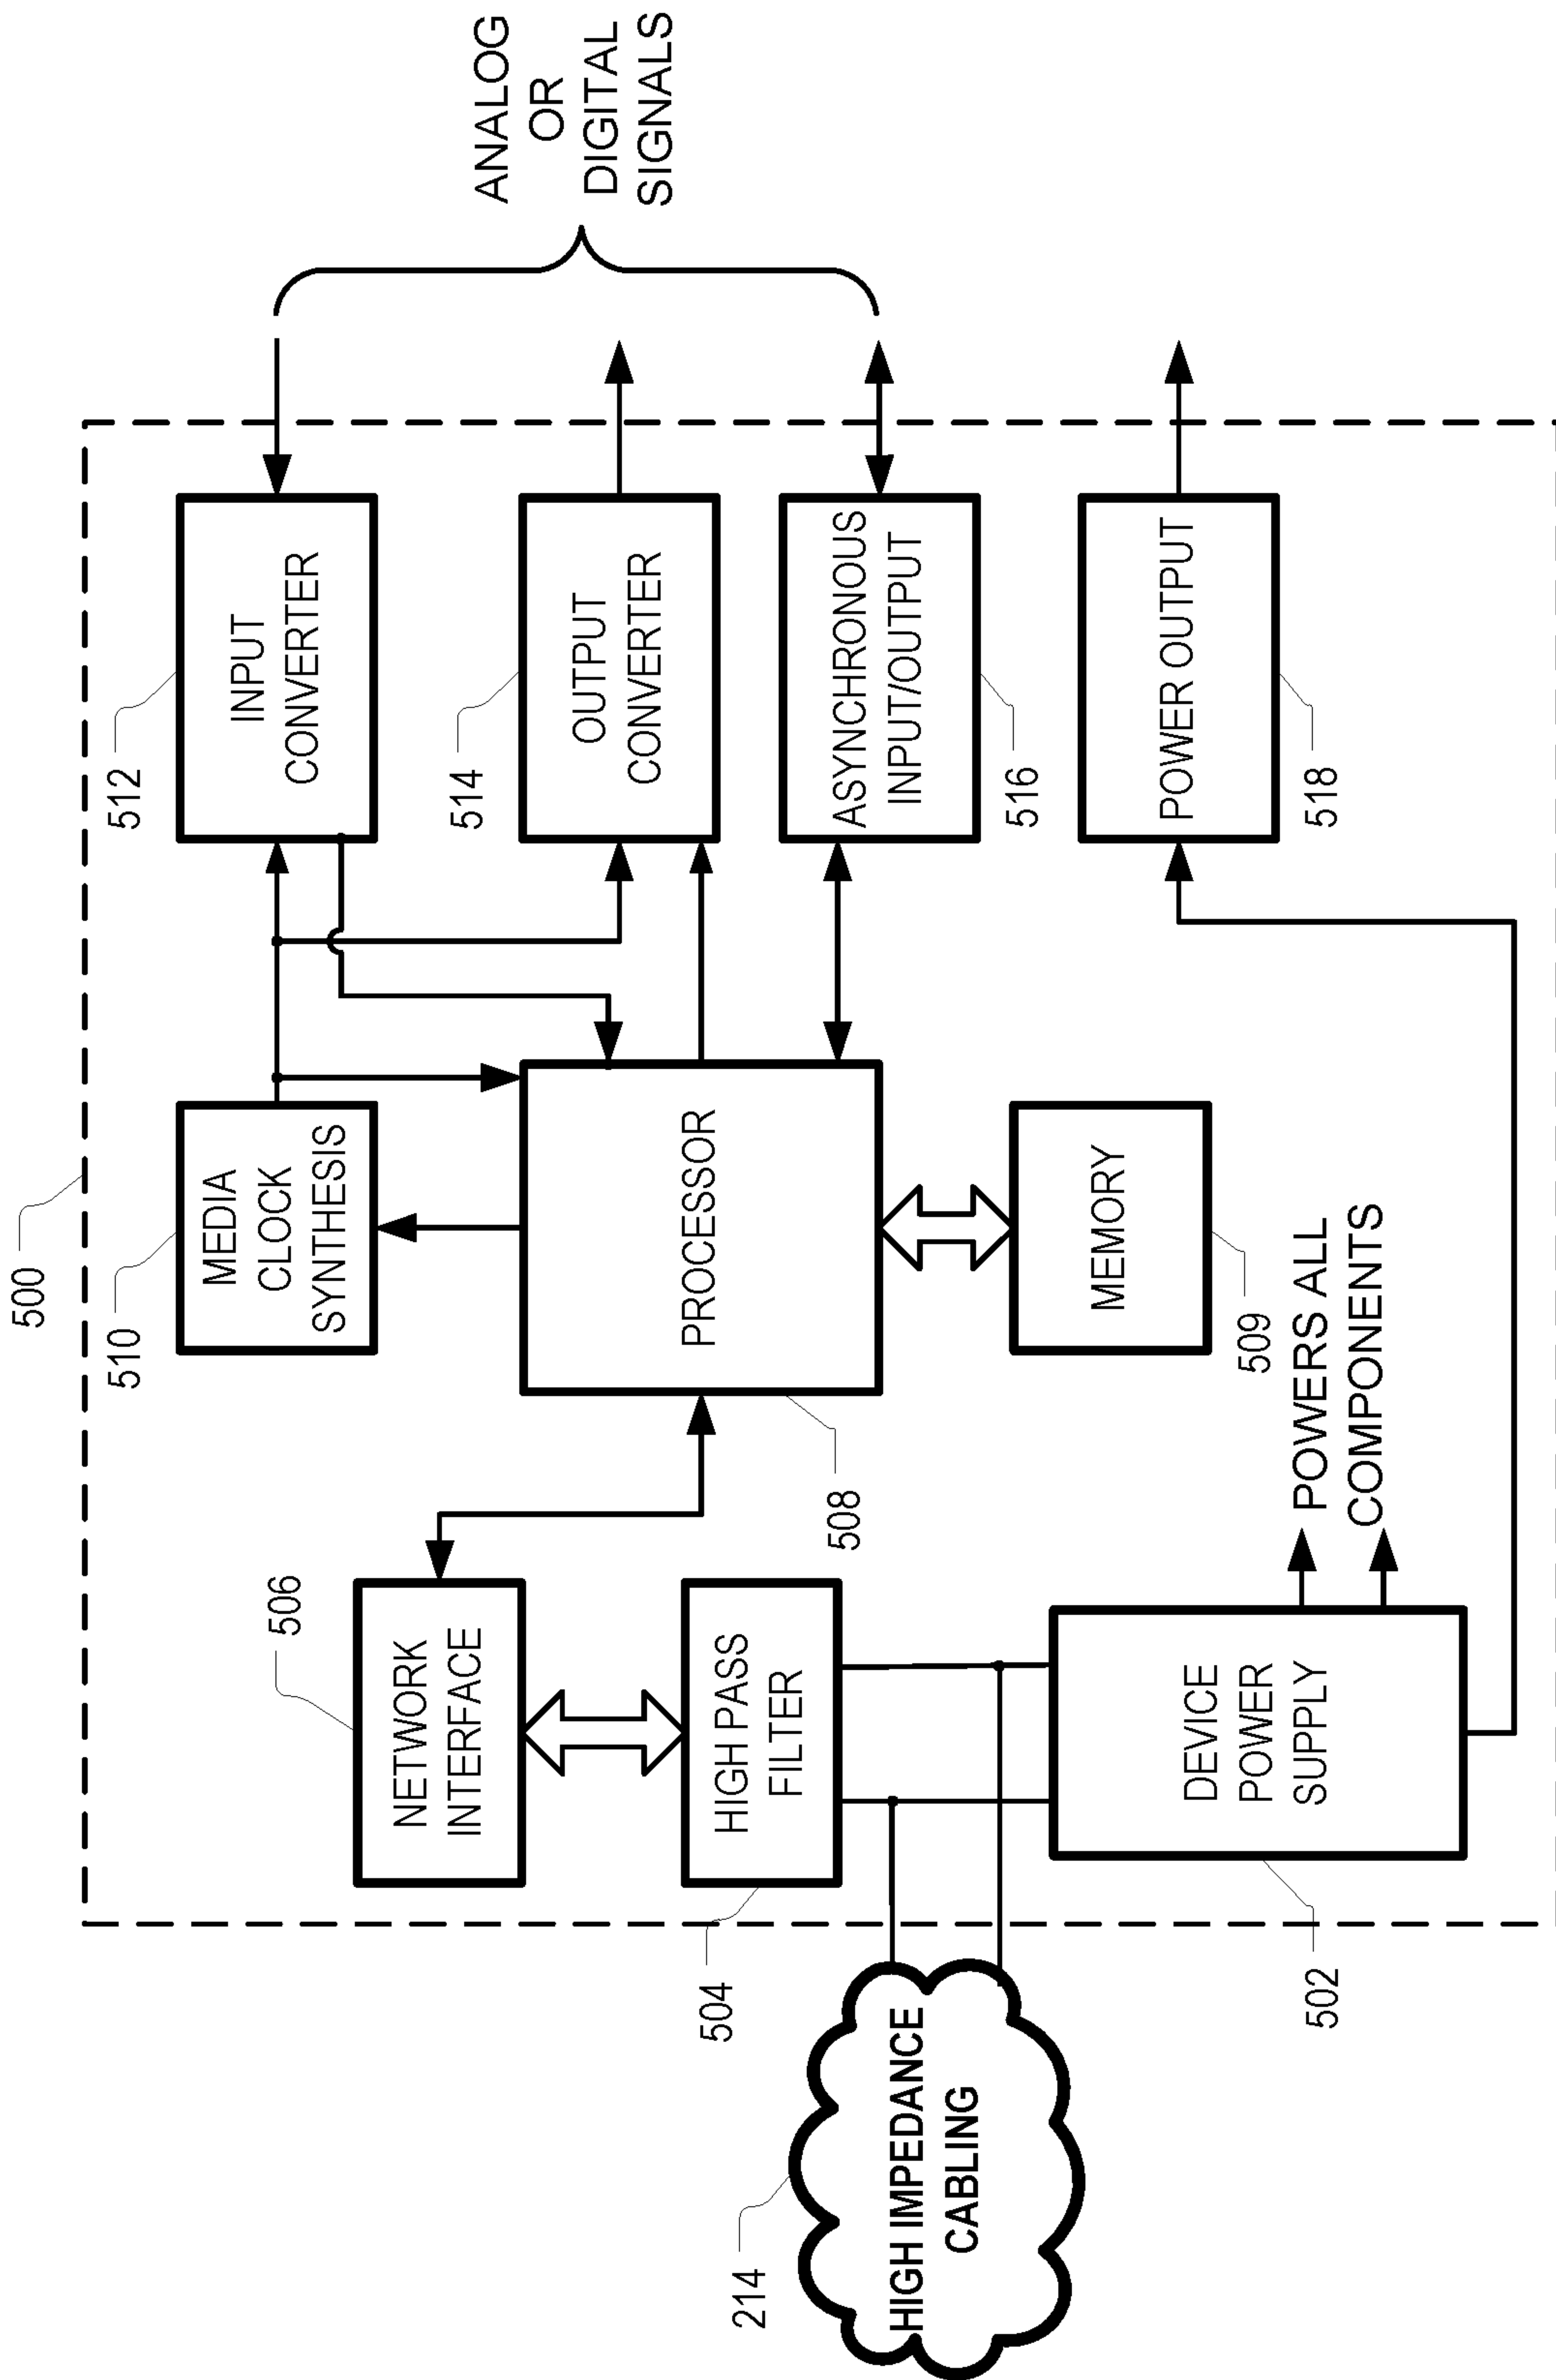 500
510
MEDIA
CLOCK
SYNTHESIS
512
INPUT
CONVERTER
ANALOG
OR
DIGITAL
SIGNALS
506
NETWORK
INTERFACE
514
OUTPUT
CONVERTER
PROCESSOR
508
504
HIGH PASS
FILTER
ASYNCHRONOUS
INPUT/OUTPUT
516
214
HIGH IMPEDANCE
CABLING
MEMORY
509
POWER OUTPUT
518
DEVICE
POWER
SUPPLY
502
POWERS ALL
COMPONENTS